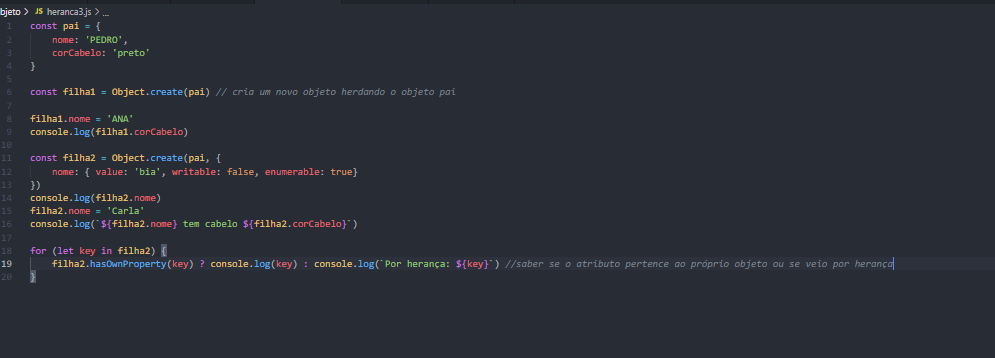 bjeto > JS heranca3.js > ...
1 const pai = {
2 nome: 'PEDRO',
3 corCabelo: 'preto'
4 }
5
6 const filha1 = Object.create(pai) // cria um novo objeto herdando o objeto pai
7
8 filha1.nome = 'ANA'
9 console.log(filha1.corCabelo)
10
11 const filha2 = Object.create(pai, {
12 nome: { value: 'bia', writable: false, enumerable: true}
13 })
14 console.log(filha2.nome)
15 filha2.nome = 'Carla'
16 console.log(`${filha2.nome} tem cabelo ${filha2.corCabelo}`)
17
18 for (let key in filha2) {
19 filha2.hasOwnProperty(key) ? console.log(key) : console.log(`Por herança: ${key}`) //saber se o atributo pertence ao próprio objeto ou se veio por herança
20 }